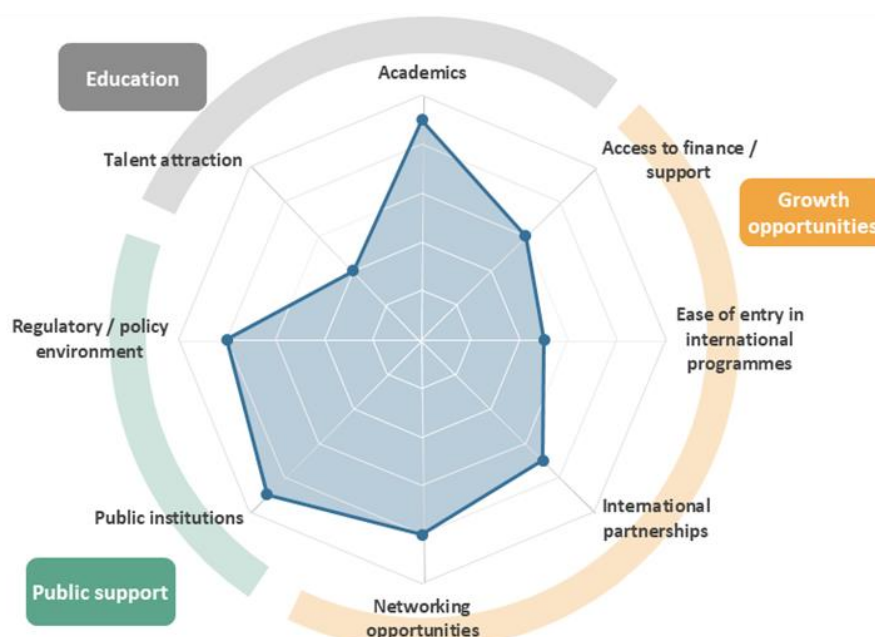 Academics
Education
Talent attraction
Access to finance /
support
Growth
opportunities
Regulatory / policy
environment
Ease of entry in
international
programmes
Public institutions
International
partnerships
Public support
Networking
opportunities